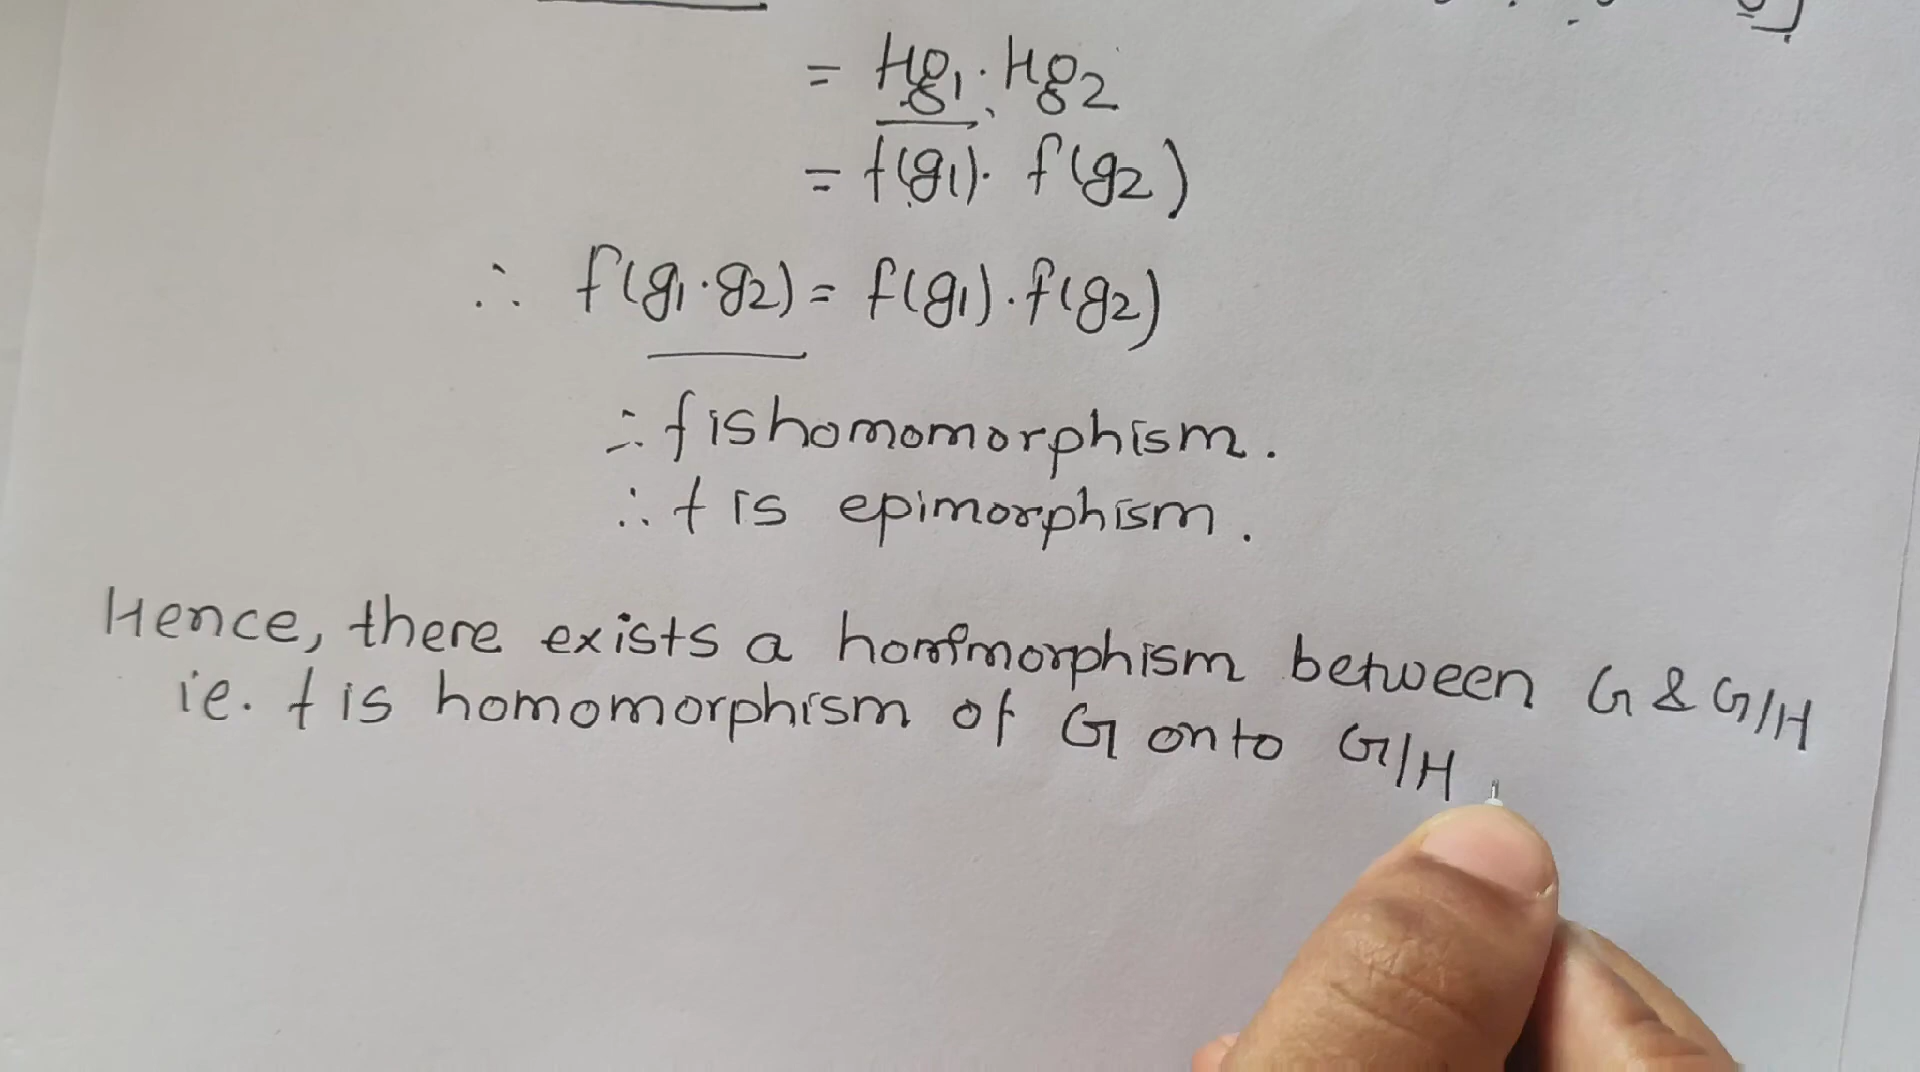 = Hg1 . Hg2
= f(g1). f(g2)
∴ f(g1 . g2) = f(g1) . f(g2)
∴ f is homomorphism.
∴ f is epimorphism.
Hence, there exists a homomorphism between G & G/H
ie. f is homomorphism of G onto G/H.